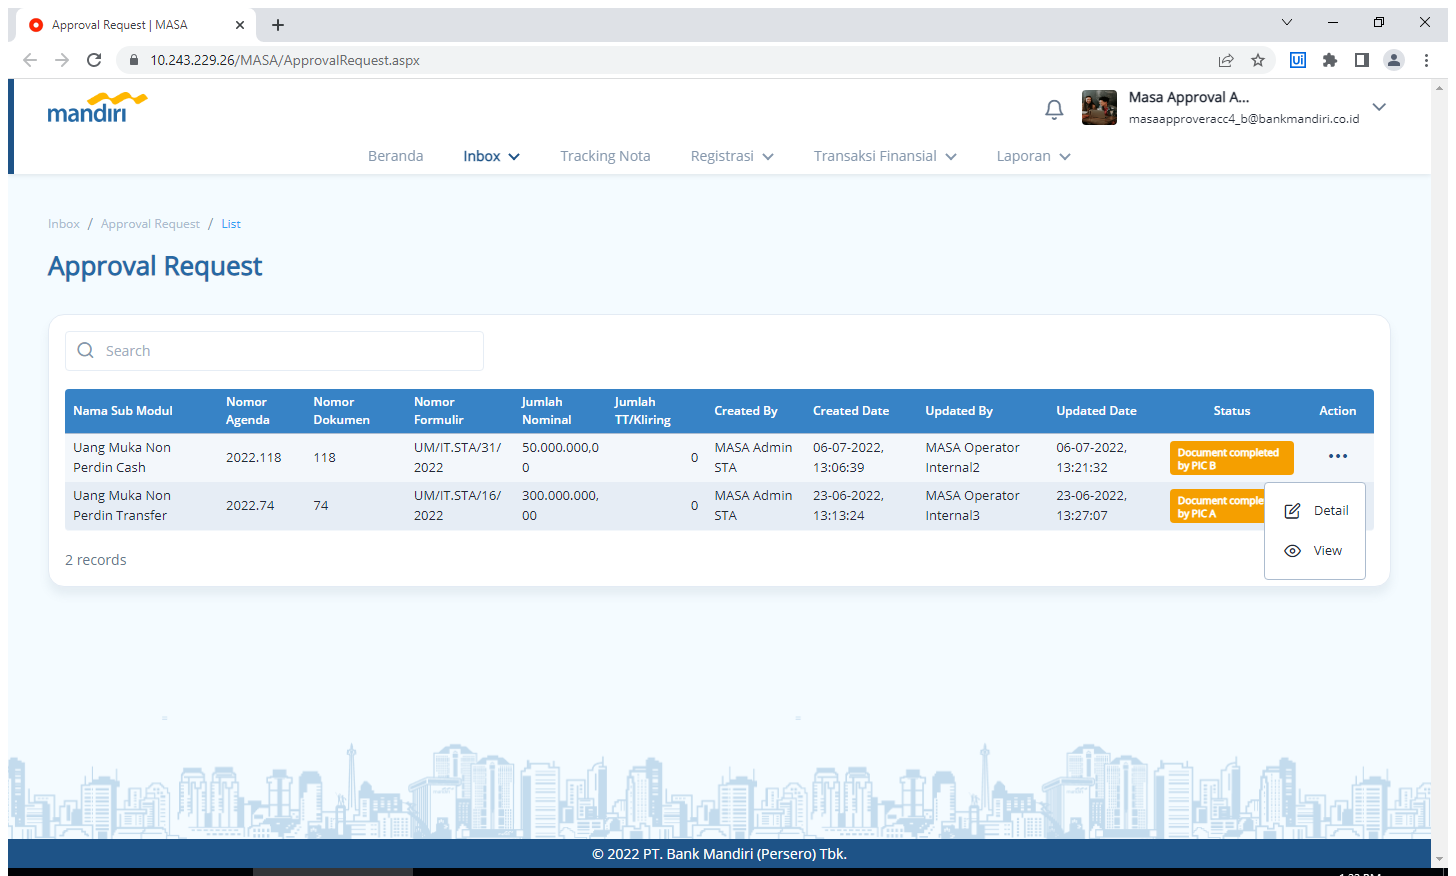 Approval Request | MASA
10.243.229.26/MASA/ApprovalRequest.aspx
Ui
mandiri
Masa Approval A...
masaapproveracc4_b@bankmandiri.co.id
Beranda Inbox Tracking Nota Registrasi Transaksi Finansial Laporan
Inbox / Approval Request / List
Approval Request
Search
Nama Sub Modul Nomor Agenda Nomor Dokumen Nomor Formulir Jumlah Nominal Jumlah TT/Kliring Created By Created Date Updated By Updated Date Status Action
Uang Muka Non Perdin Cash 2022.118 118 UM/IT.STA/31/2022 50.000.000,00 0 MASA Admin STA 06-07-2022, 13:06:39 MASA Operator Internal2 06-07-2022, 13:21:32 Document completed by PIC B
Uang Muka Non Perdin Transfer 2022.74 74 UM/IT.STA/16/2022 300.000.000,00 0 MASA Admin STA 23-06-2022, 13:13:24 MASA Operator Internal3 23-06-2022, 13:27:07 Document comple by PIC A
Detail
View
2 records
© 2022 PT. Bank Mandiri (Persero) Tbk.